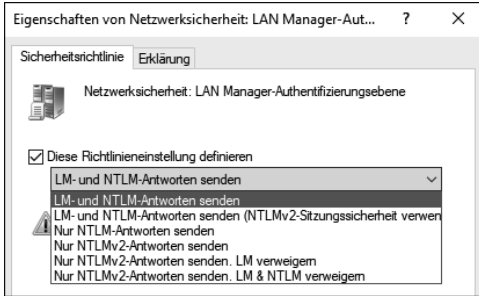 Eigenschaften von Netzwerksicherheit: LAN Manager-Aut... ? ×
Sicherheitsrichtlinie Erklärung
Netzwerksicherheit: LAN Manager-Authentifizierungsebene
Diese Richtlinieneinstellung definieren
LM- und NTLM-Antworten senden
LM- und NTLM-Antworten senden
LM- und NTLM-Antworten senden (NTLMv2-Sitzungssicherheit verwen
Nur NTLM-Antworten senden
Nur NTLMv2-Antworten senden
Nur NTLMv2-Antworten senden. LM verweigern
Nur NTLMv2-Antworten senden. LM & NTLM verweigern